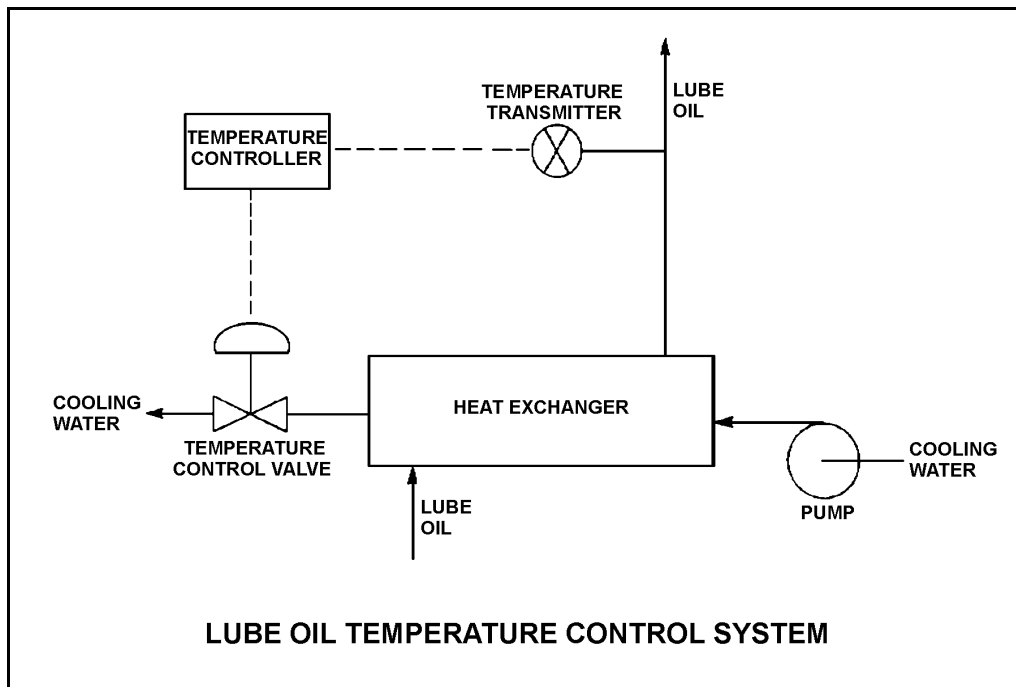 LUBE
OIL
TEMPERATURE
TRANSMITTER
TEMPERATURE
CONTROLLER
COOLING
WATER
TEMPERATURE
CONTROL VALVE
HEAT EXCHANGER
COOLING
WATER
PUMP
LUBE
OIL
LUBE OIL TEMPERATURE CONTROL SYSTEM